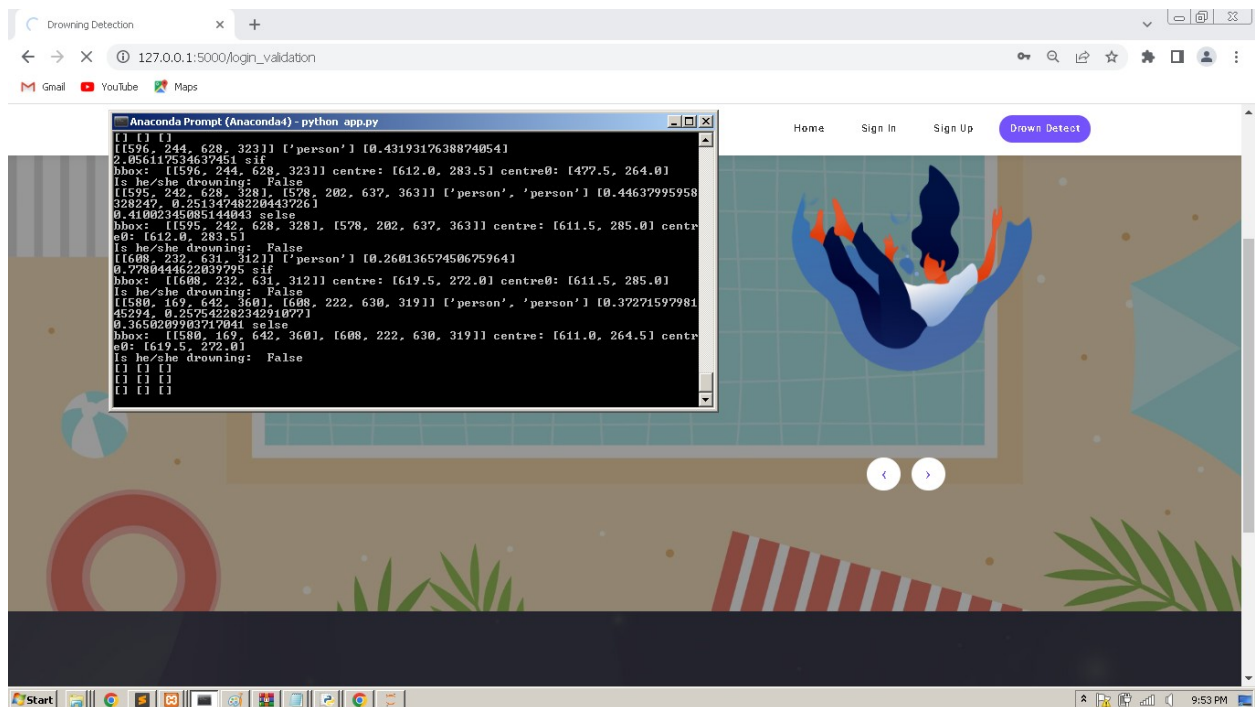 Drowning Detection
127.0.0.1:5000/login_validation
Gmail YouTube Maps
Anaconda Prompt (Anaconda4) - python app.py
[] [] []
[[596, 244, 628, 323]] ['person'] [0.4319317638874054]
2.056117534637451 sif
bbox:  [[596, 244, 628, 323]] centre: [612.0, 283.5] centre0: [477.5, 264.0]
Is he/she drowning:  False
[[595, 242, 628, 328], [578, 202, 637, 363]] ['person', 'person'] [0.44637995958
328247, 0.25134748220443726]
0.41002345085144043 selse
bbox:  [[595, 242, 628, 328], [578, 202, 637, 363]] centre: [611.5, 285.0] centr
e0: [612.0, 283.5]
Is he/she drowning:  False
[[608, 232, 631, 312]] ['person'] [0.26013657450675964]
0.7780444622039795 sif
bbox:  [[608, 232, 631, 312]] centre: [619.5, 272.0] centre0: [611.5, 285.0]
Is he/she drowning:  False
[[580, 169, 642, 360], [608, 222, 630, 319]] ['person', 'person'] [0.37271597981
45294, 0.25754228234291077]
0.3650209903717041 selse
bbox:  [[580, 169, 642, 360], [608, 222, 630, 319]] centre: [611.0, 264.5] centr
e0: [619.5, 272.0]
Is he/she drowning:  False
[] [] []
[] [] []
[] [] []
Home Sign In Sign Up Drown Detect
Start 9:53 PM